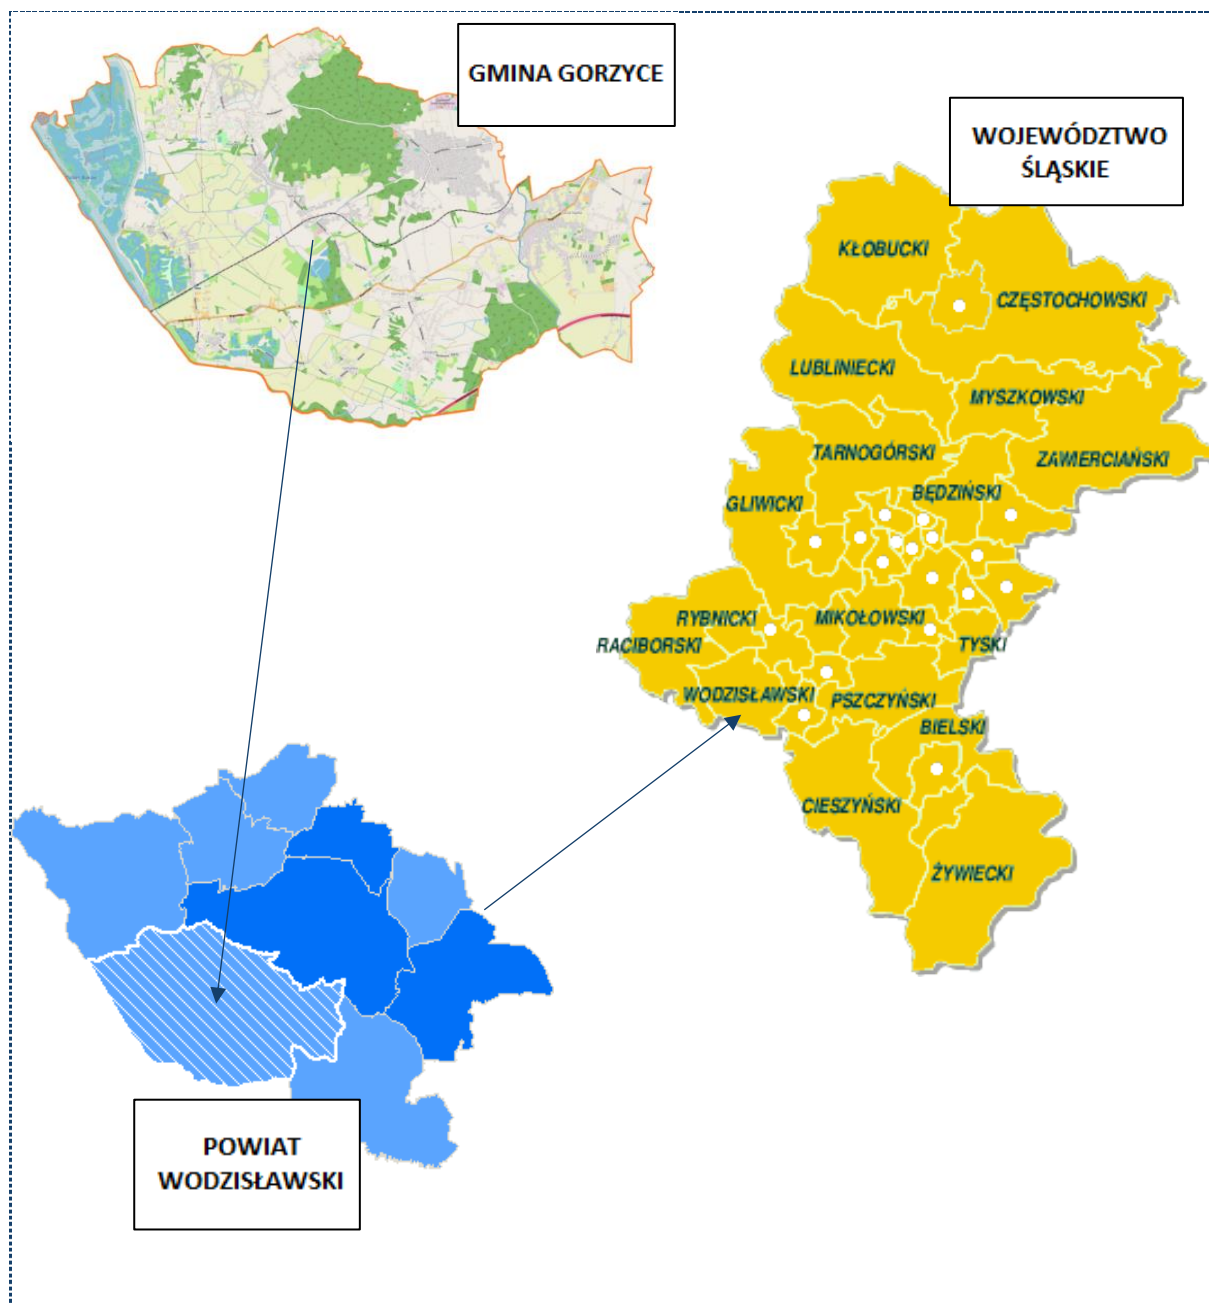 GMINA GORZYCE
WOJEWÓDZTWO
ŚLĄSKIE
KŁOBUCKI
CZĘSTOCHOWSKI
LUBLINIECKI
MYSZKOWSKI
TARNOGÓRSKI
ZAWIERCIAŃSKI
BĘDZIŃSKI
GLIWICKI
RYBNICKI
MIKOŁOWSKI
RACIBORSKI
TYSKI
WODZISŁAWSKI
PSZCZYŃSKI
BIELSKI
CIESZYŃSKI
ŻYWIECKI
POWIAT
WODZISŁAWSKI